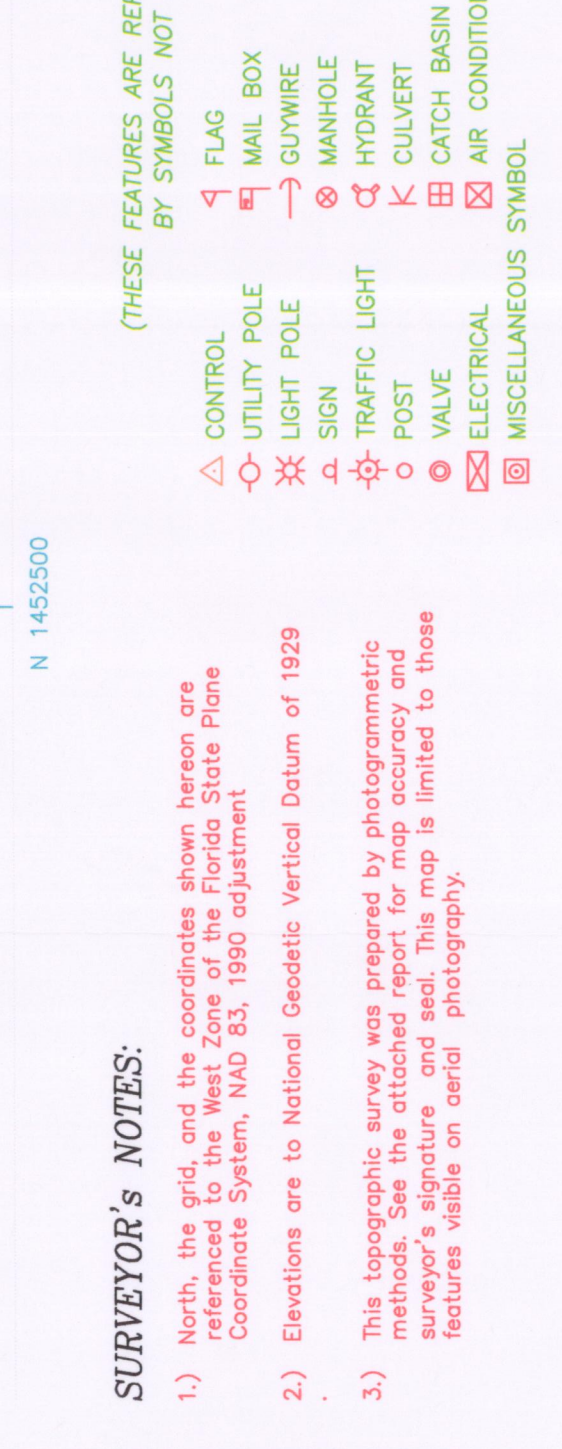 N 1452500
SURVEYOR's NOTES:
1.) North, the grid, and the coordinates shown hereon are
referenced to the West Zone of the Florida State Plane
Coordinate System, NAD 83, 1990 adjustment
2.) Elevations are to National Geodetic Vertical Datum of 1929
.
3.) This topographic survey was prepared by photogrammetric
methods. See the attached report for map accuracy and
surveyor's signature and seal. This map is limited to those
features visible on aerial photography.
(THESE FEATURES ARE
BY SYMBOLS NOT
CONTROL
UTILITY POLE
LIGHT POLE
SIGN
TRAFFIC LIGHT
POST
VALVE
ELECTRICAL
MISCELLANEOUS SYMBOL
FLAG
MAIL BOX
GUYWIRE
MANHOLE
HYDRANT
CULVERT
CATCH BASIN
AIR CONDITION